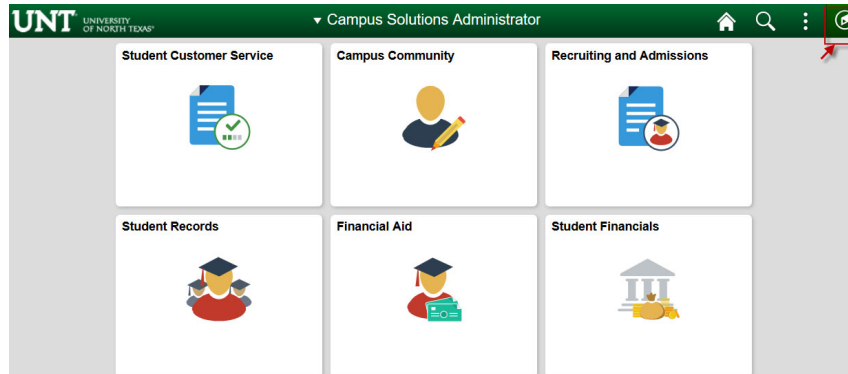 UNT UNIVERSITY
OF NORTH TEXAS®
▾ Campus Solutions Administrator
Student Customer Service
Campus Community
Recruiting and Admissions
Student Records
Financial Aid
Student Financials